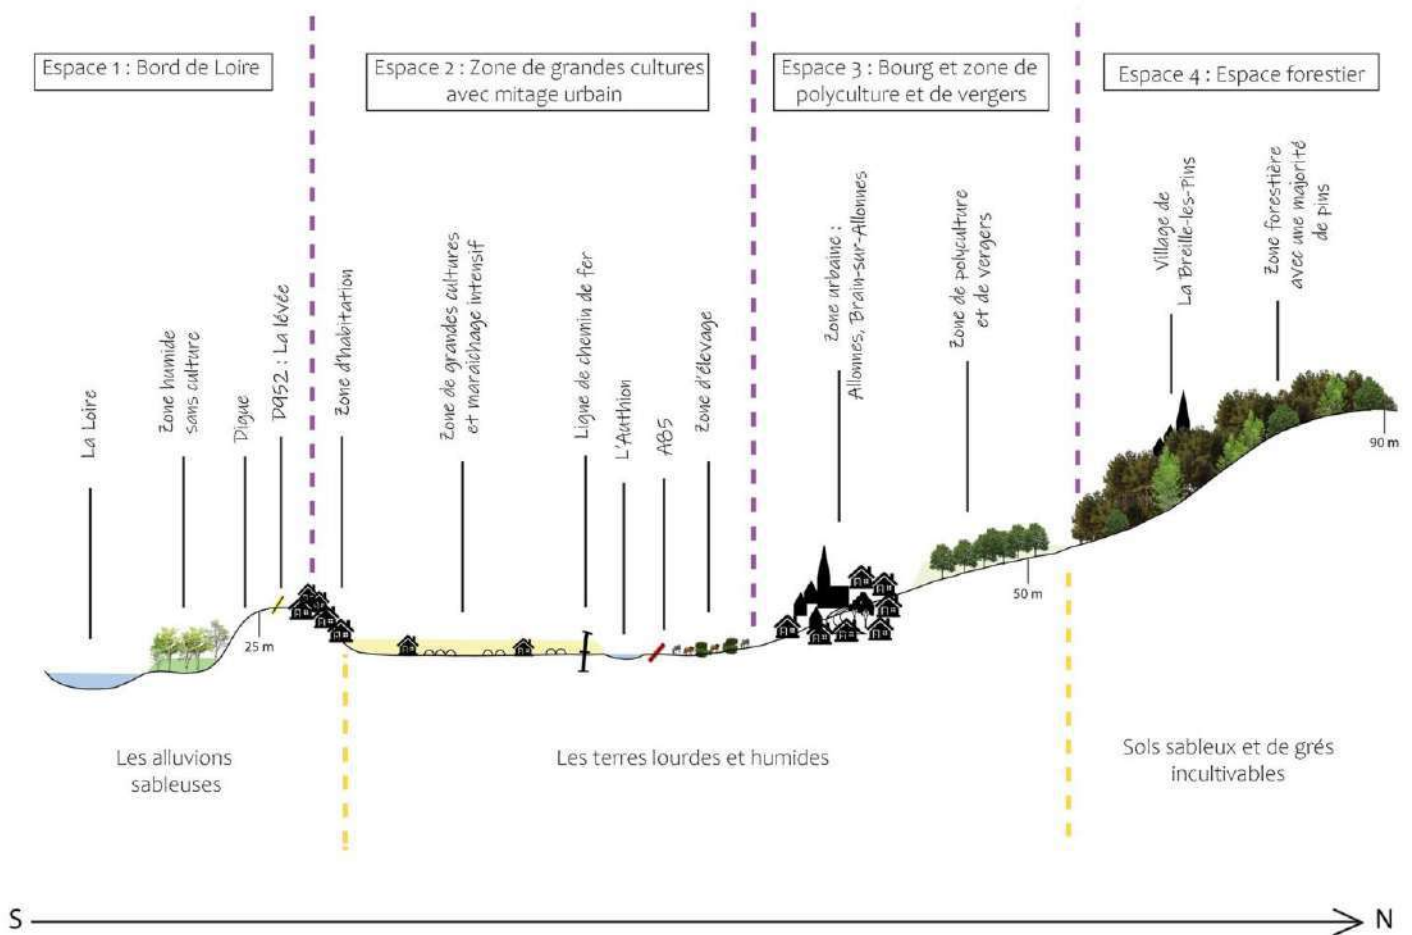 Espace 1 : Bord de Loire
Espace 2 : Zone de grandes cultures
avec mitage urbain
Espace 3 : Bourg et zone de
polyculture et de vergers
Espace 4 : Espace forestier
La Loire
Zone humide
sans culture
Digue
D952 : La lévée
Zone d'habitation
Zone de grandes cultures
et maraichage intensif
Ligne de chemin de fer
L'Authion
A85
Zone d'élevage
Zone urbaine :
Allonnes, Brain-sur-Allonnes
Zone de polyculture
et de vergers
Village de
La Breille-les-Pins
Zone forestière
avec une majorité
de pins
25 m
50 m
90 m
Les alluvions
sableuses
Les terres lourdes et humides
Sols sableux et de grés
incultivables
S
N